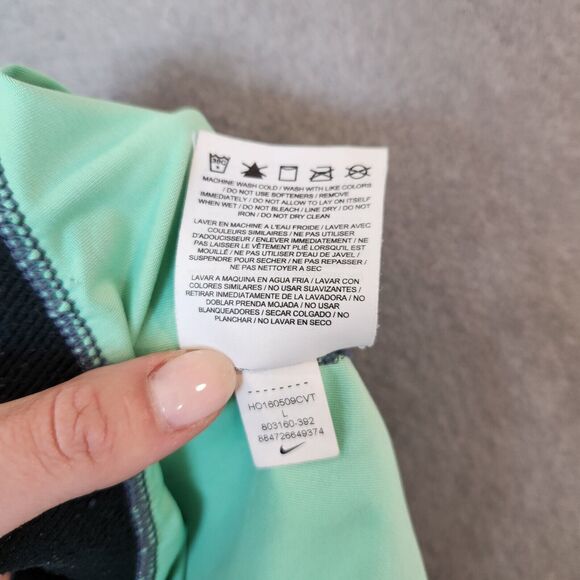 30C
MACHINE WASH COLD / WASH WITH LIKE COLORS
/ DO NOT USE SOFTENERS / REMOVE
IMMEDIATELY / DO NOT ALLOW TO LAY ON ITSELF
WHEN WET / DO NOT BLEACH / LINE DRY / DO NOT
IRON / DO NOT DRY CLEAN
LAVER EN MACHINE A L'EAU FROIDE / LAVER AVEC
COULEURS SIMILAIRES / NE PAS UTILISER
D'ADOUCISSEUR / ENLEVER IMMEDIATEMENT / NE
PAS LAISSER LE VÊTEMENT PLIÉ LORSQU'IL EST
MOUILLÉ / NE PAS UTILISER D'EAU DE JAVEL /
SUSPENDRE POUR SECHER / NE PAS REPASSER /
NE PAS NETTOYER A SEC
LAVAR A MAQUINA EN AGUA FRIA / LAVAR CON
COLORES SIMILARES / NO USAR SUAVIZANTES /
RETIRAR INMEDIATAMENTE DE LA LAVADORA / NO
DOBLAR PRENDA MOJADA / NO USAR
BLANQUEADORES / SECAR COLGADO / NO
PLANCHAR / NO LAVAR EN SECO
HO160509CVT
L
803160-392
884726649374